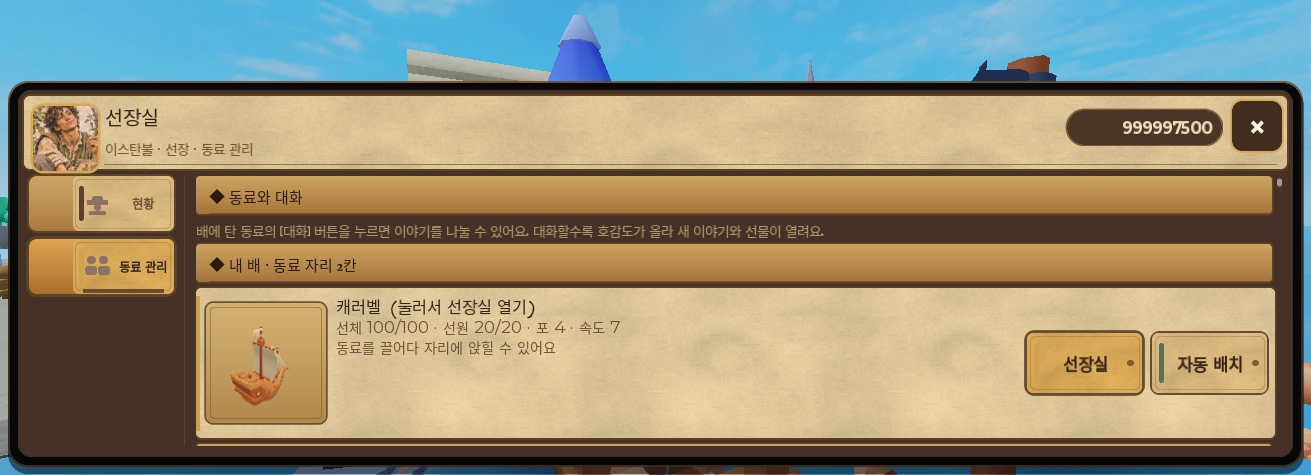 선장실
이스탄불 · 선장 · 동료 관리
999997500
×
현황
동료 관리
◆ 동료와 대화
배에 탄 동료의 [대화] 버튼을 누르면 이야기를 나눌 수 있어요. 대화할수록 호감도가 올라 새 이야기와 선물이 열려요.
◆ 내 배 · 동료 자리 2칸
캐러벨 (눌러서 선장실 열기)
선체 100/100 · 선원 20/20 · 포 4 · 속도 7
동료를 끌어다 자리에 앉힐 수 있어요
선장실
자동 배치